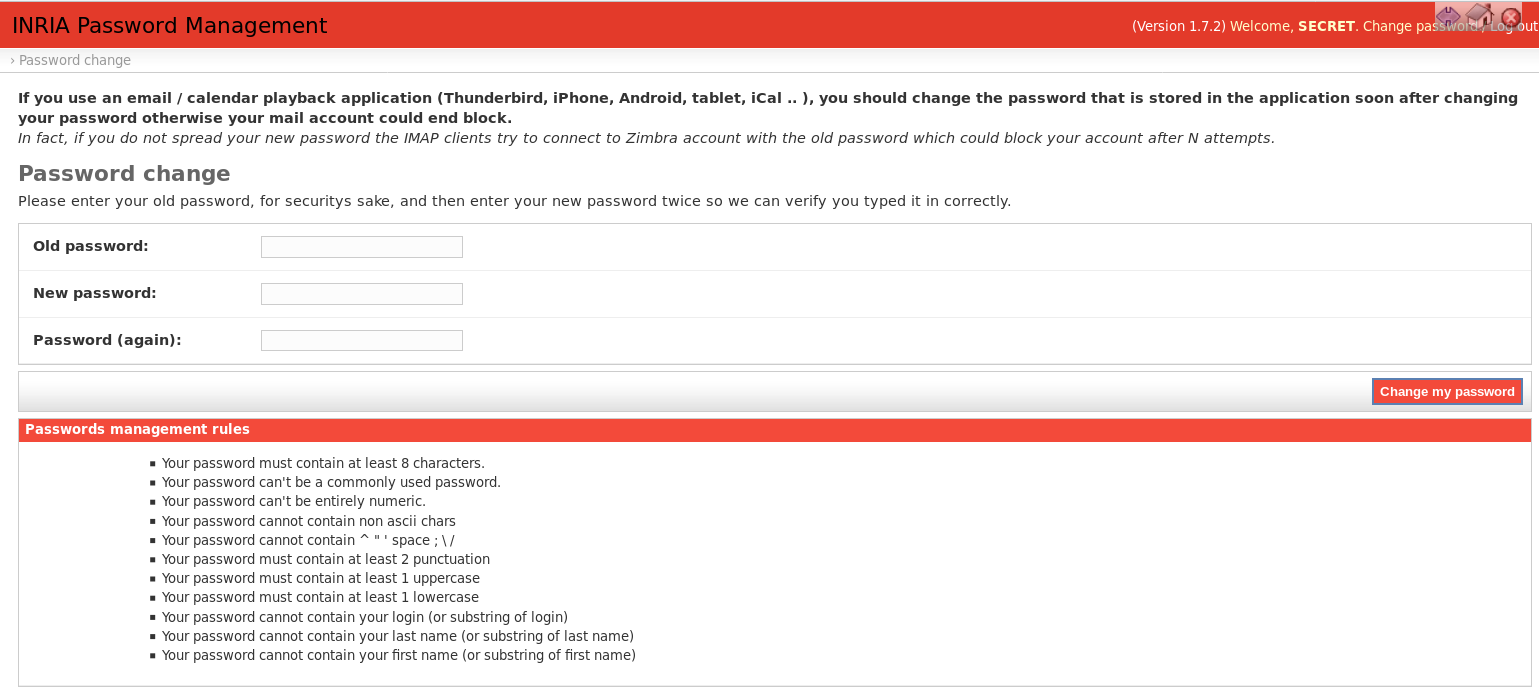 INRIA Password Management
(Version 1.7.2) Welcome, SECRET. Change password / Log out
› Password change
If you use an email / calendar playback application (Thunderbird, iPhone, Android, tablet, iCal .. ), you should change the password that is stored in the application soon after changing
your password otherwise your mail account could end block.
In fact, if you do not spread your new password the IMAP clients try to connect to Zimbra account with the old password which could block your account after N attempts.
Password change
Please enter your old password, for securitys sake, and then enter your new password twice so we can verify you typed it in correctly.
Old password:
New password:
Password (again):
Change my password
Passwords management rules
▪ Your password must contain at least 8 characters.
▪ Your password can't be a commonly used password.
▪ Your password can't be entirely numeric.
▪ Your password cannot contain non ascii chars
▪ Your password cannot contain ^ " ' space ; \ /
▪ Your password must contain at least 2 punctuation
▪ Your password must contain at least 1 uppercase
▪ Your password must contain at least 1 lowercase
▪ Your password cannot contain your login (or substring of login)
▪ Your password cannot contain your last name (or substring of last name)
▪ Your password cannot contain your first name (or substring of first name)